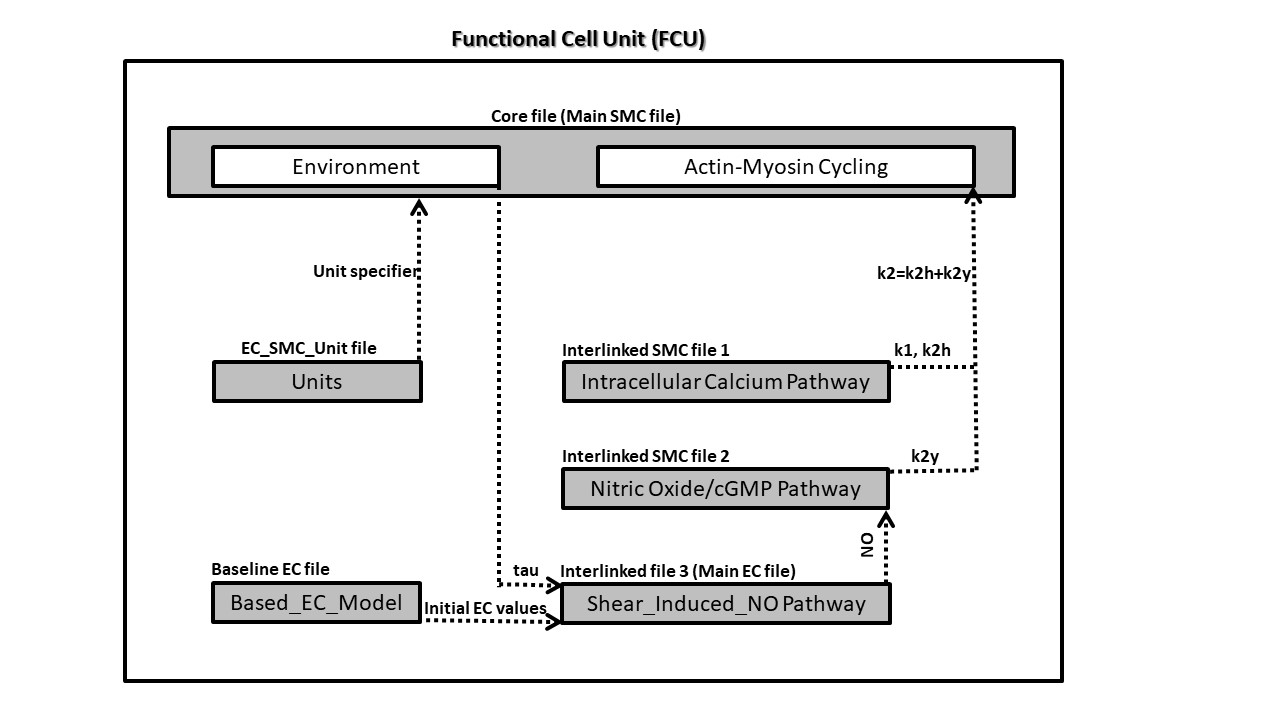 Functional Cell Unit (FCU)
Core file (Main SMC file)
Environment
Actin-Myosin Cycling
Unit specifier
k2=k2h+k2y
EC_SMC_Unit file
Units
Interlinked SMC file 1
k1, k2h
Intracellular Calcium Pathway
Interlinked SMC file 2
k2y
Nitric Oxide/cGMP Pathway
NO
Baseline EC file
Based_EC_Model
tau
Initial EC values
Interlinked file 3 (Main EC file)
Shear_Induced_NO Pathway